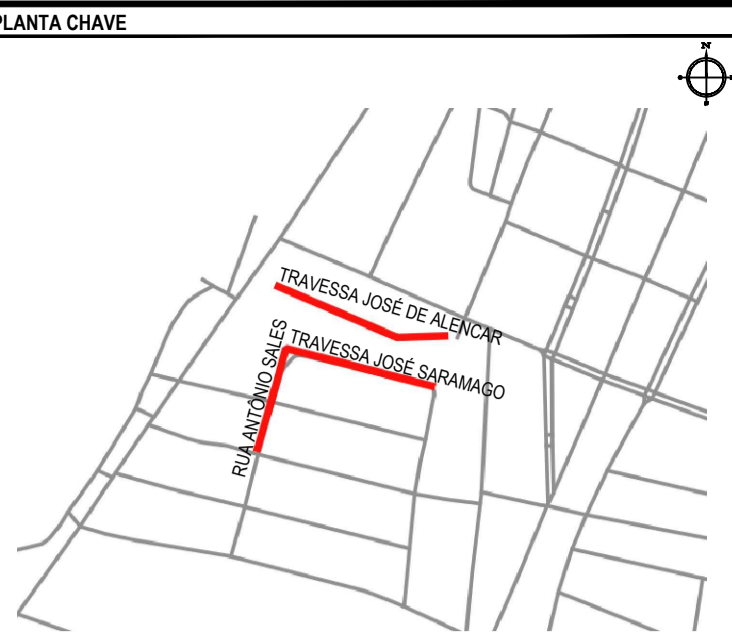 PLANTA CHAVE
N
TRAVESSA JOSÉ DE ALENCAR
TRAVESSA JOSÉ SARAMAGO
RUA ANTÔNIO SALES